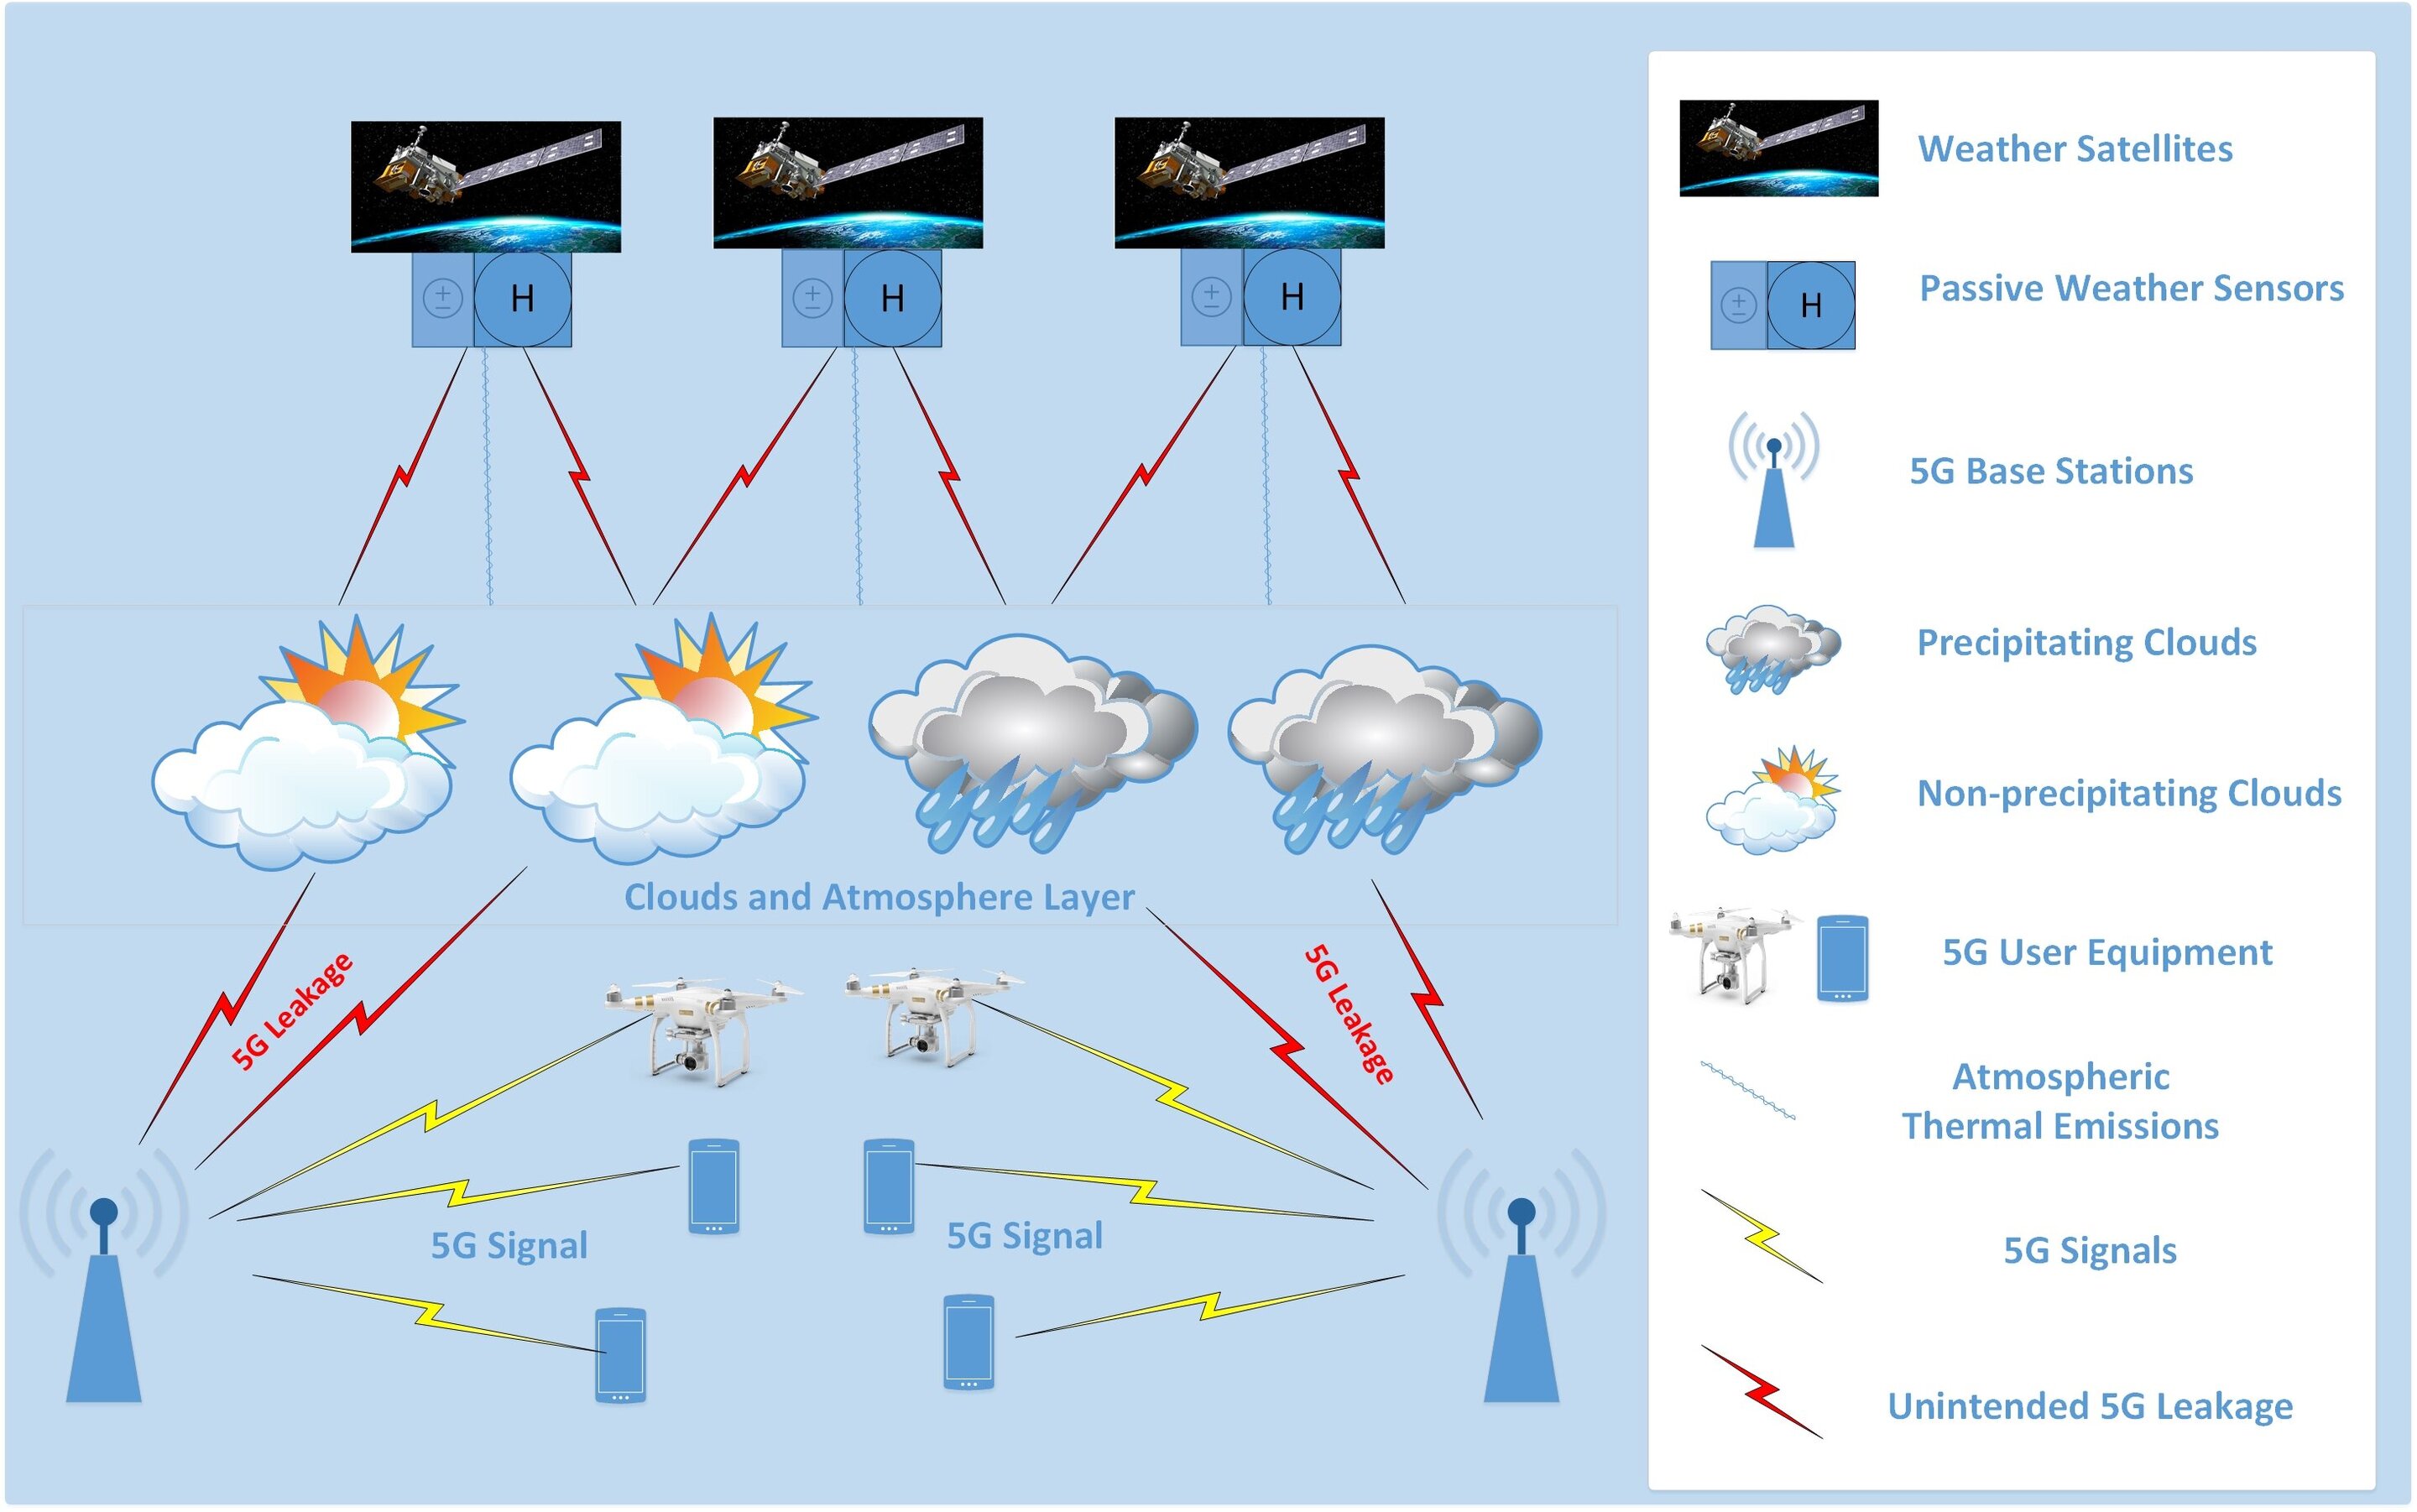 H
H
H
Clouds and Atmosphere Layer
5G Leakage
5G Leakage
5G Signal
5G Signal
Weather Satellites
H
Passive Weather Sensors
5G Base Stations
Precipitating Clouds
Non-precipitating Clouds
5G User Equipment
Atmospheric
Thermal Emissions
5G Signals
Unintended 5G Leakage